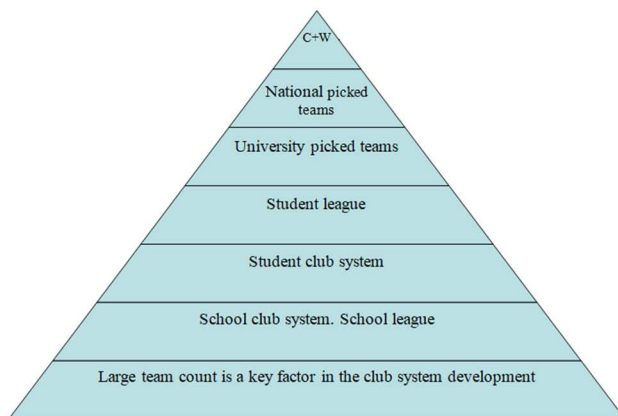 C+W
National picked
teams
University picked teams
Student league
Student club system
School club system. School league
Large team count is a key factor in the club system development